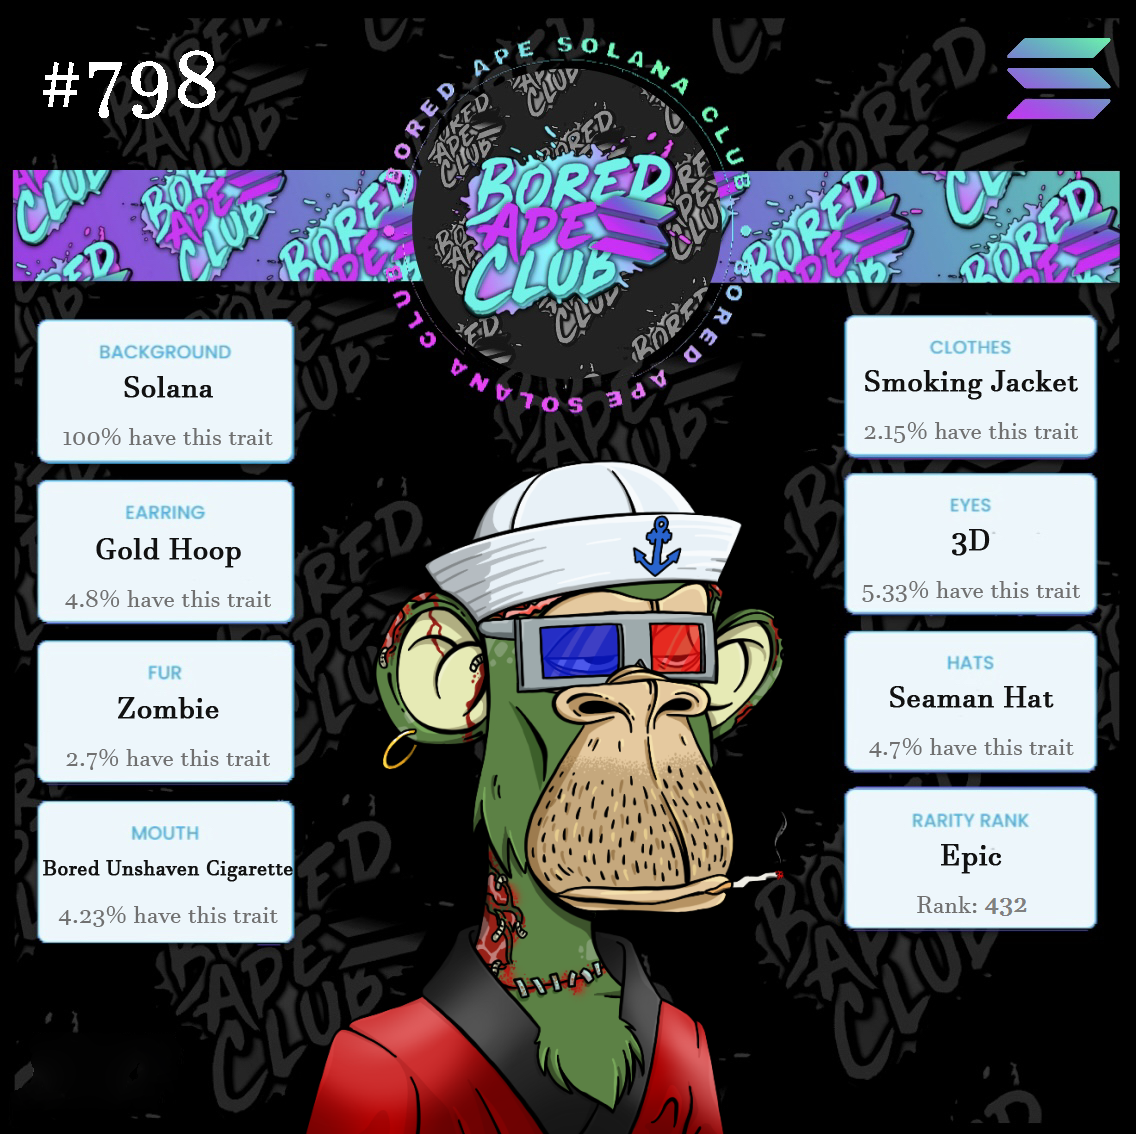 #798
BORED APE SOLANA CLUB
BORED APE SOLANA CLUB
BORED
APE
CLUB
BACKGROUND
Solana
100% have this trait
EARRING
Gold Hoop
4.8% have this trait
FUR
Zombie
2.7% have this trait
MOUTH
Bored Unshaven Cigarette
4.23% have this trait
CLOTHES
Smoking Jacket
2.15% have this trait
EYES
3D
5.33% have this trait
HATS
Seaman Hat
4.7% have this trait
RARITY RANK
Epic
Rank: 432